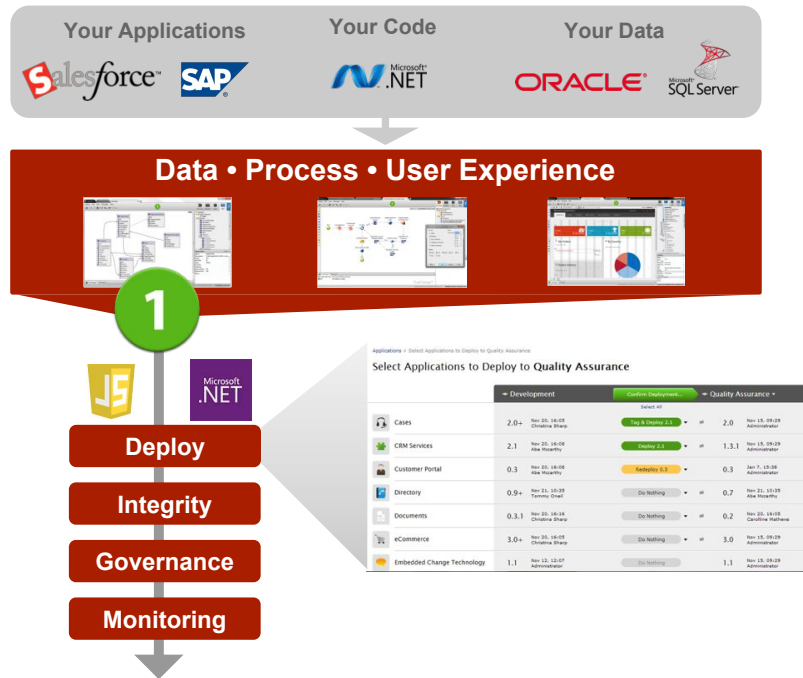 Your Applications
Your Code
Your Data
Salesforce™
SAP®
Microsoft®
.NET
ORACLE®
Microsoft®
SQL Server
Data • Process • User Experience
1
JS
Microsoft
.NET
Deploy
Integrity
Governance
Monitoring
Applications > Select Applications to Deploy to Quality Assurance
Select Applications to Deploy to Quality Assurance
Development
Confirm Deployment...
Quality Assurance
Select All
Cases 2.0+ Nov 20, 16:05 Tag & Deploy 2.1 2.0 Nov 15, 09:29
Christina Sharp Administrator
CRM Services 2.1 Nov 20, 16:08 Deploy 2.1 1.3.1 Nov 15, 09:29
Abe Mccarthy Administrator
Customer Portal 0.3 Nov 20, 16:08 Redeploy 0.3 0.3 Jan 7, 15:36
Abe Mccarthy Administrator
Directory 0.9+ Nov 21, 10:35 Do Nothing 0.7 Nov 21, 10:35
Tommy Oneil Abe Mccarthy
Documents 0.3.1 Nov 20, 16:16 Do Nothing 0.2 Nov 20, 16:05
Christina Sharp Caroline Mathews
eCommerce 3.0+ Nov 20, 16:05 Do Nothing 3.0 Nov 15, 09:29
Christina Sharp Administrator
Embedded Change Technology 1.1 Nov 12, 12:07 Do Nothing 1.1 Nov 15, 09:29
Administrator Administrator